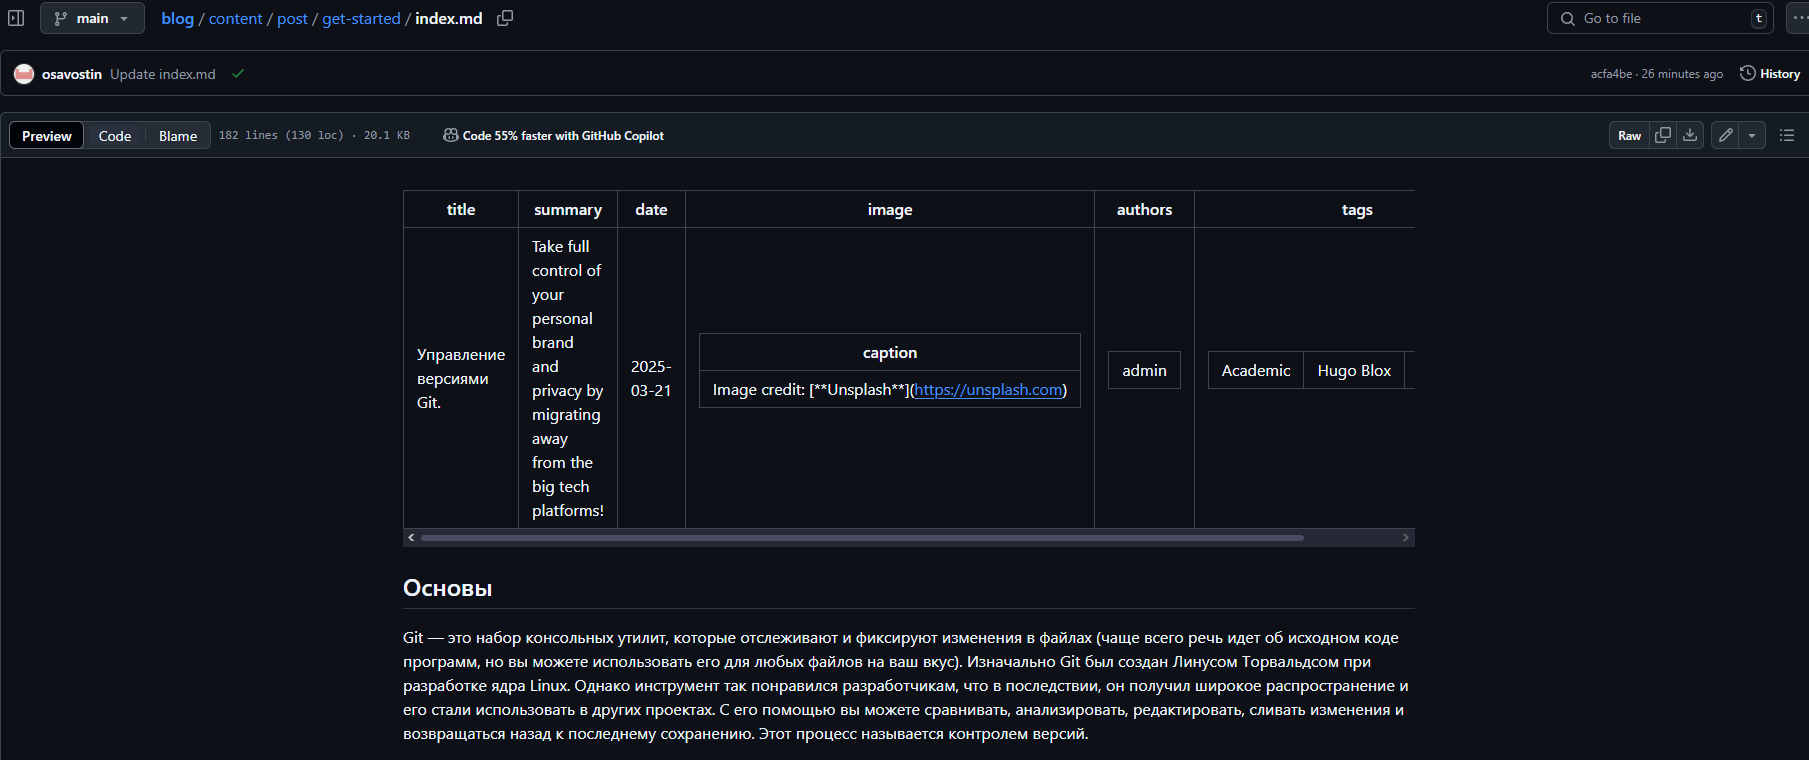 main
blog / content / post / get-started / index.md
Go to file
t
osavostin Update index.md
acfa4be · 26 minutes ago
History
Preview
Code
Blame
182 lines (130 loc) · 20.1 KB
Code 55% faster with GitHub Copilot
Raw
title
summary
date
image
authors
tags
Управление
версиями
Git.
Take full
control of
your
personal
brand
and
privacy by
migrating
away
from the
big tech
platforms!
2025-
03-21
caption
Image credit: [**Unsplash**](https://unsplash.com)
admin
Academic
Hugo Blox
Основы
Git — это набор консольных утилит, которые отслеживают и фиксируют изменения в файлах (чаще всего речь идет об исходном коде
программ, но вы можете использовать его для любых файлов на ваш вкус). Изначально Git был создан Линусом Торвальдсом при
разработке ядра Linux. Однако инструмент так понравился разработчикам, что в последствии, он получил широкое распространение и
его стали использовать в других проектах. С его помощью вы можете сравнивать, анализировать, редактировать, сливать изменения и
возвращаться назад к последнему сохранению. Этот процесс называется контролем версий.